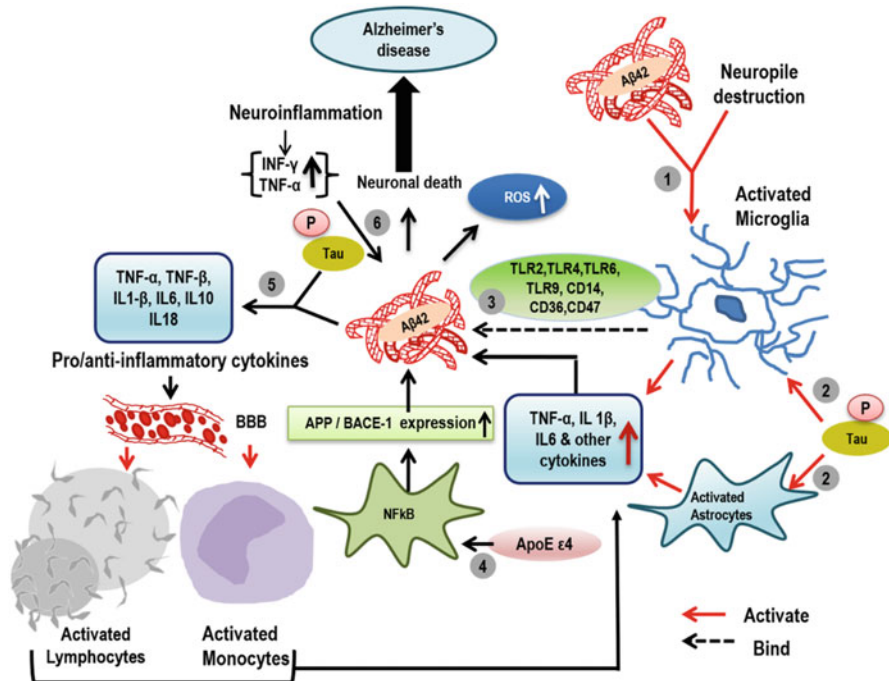 Alzheimer's
disease
Aβ42
Neuropile
destruction
Neuroinflammation
INF-γ
TNF-α
Neuronal death
ROS
1
Activated
Microglia
P
Tau
6
TNF-α, TNF-β,
IL1-β, IL6, IL10
IL18
5
TLR2,TLR4,TLR6,
TLR9, CD14,
CD36,CD47
3
Aβ42
Pro/anti-inflammatory cytokines
BBB
APP / BACE-1 expression
TNF-α, IL 1β,
IL6 & other
cytokines
2
P
Tau
2
NFkB
Activated
Astrocytes
ApoE ε4
4
Activated
Lymphocytes
Activated
Monocytes
Activate
Bind